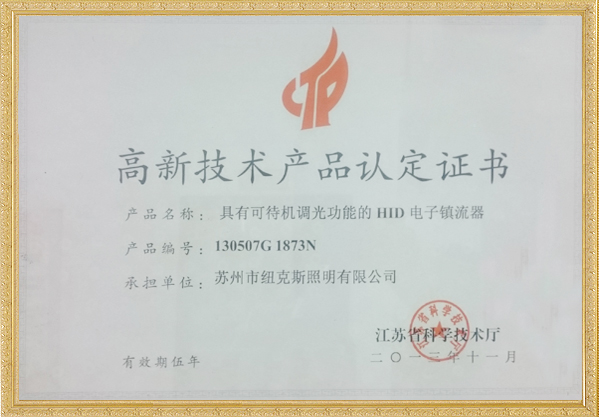 高新技术产品认定证书
产品名称：具有可待机调光功能的 HID 电子镇流器
产品编号：130507G 1873N
承担单位：苏州市纽克斯照明有限公司
江苏省科学技术厅
有效期伍年
二〇一三年十一月